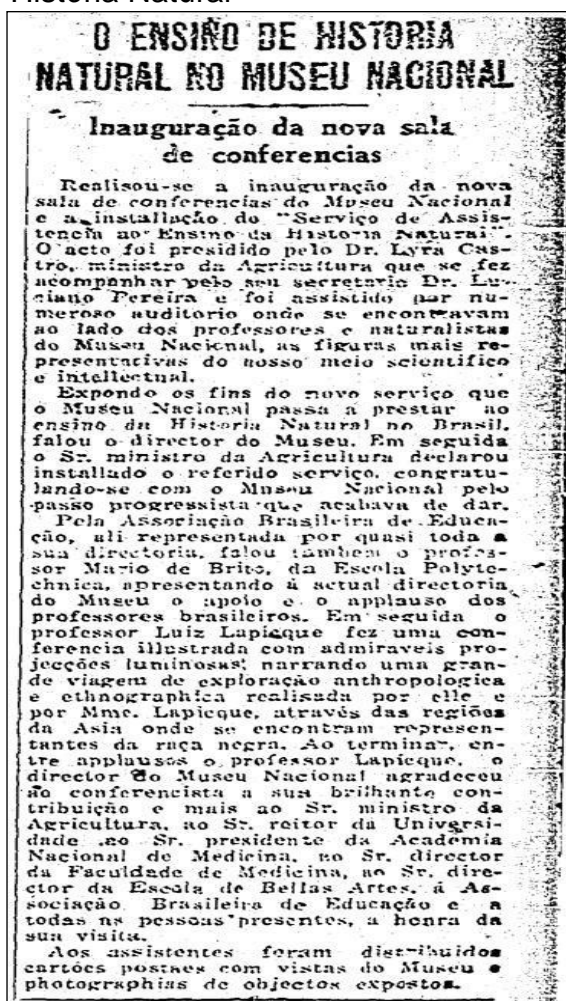 História Natural
O ENSINO DE HISTORIA
NATURAL NO MUSEU NACIONAL
Inauguração da nova sala
de conferencias
Realisou-se a inauguração da nova
sala de conferencias do Museu Nacional
e a installação do "Serviço de Assis-
tencia ao Ensino da Historia Natural".
O acto foi presidido pelo Dr. Lyra Cas-
tro, ministro da Agricultura que se fez
acompanhar pelo seu secretario Dr. Lu-
ciano Pereira e foi assistido por nu-
meroso auditorio onde se encontravam
ao lado dos professores e naturalistas
do Museu Nacional, as figuras mais re-
presentativas do nosso meio scientifico
e intellectual.
Expondo os fins do novo serviço que
o Museu Nacional passa a prestar ao
ensino da Historia Natural no Brasil,
falou o director do Museu. Em seguida
o Sr. ministro da Agricultura declarou
installado o referido serviço, congratu-
lando-se com o Museu Nacional pelo
passo progressista que acabava de dar.
Pela Associação Brasileira de Educa-
ção, ali representada por quasi toda a
sua directoria, falou tambem o profes-
sor Mario de Brito, da Escola Polyte-
chnica, apresentando á actual directoria
do Museu o apoio e o applauso dos
professores brasileiros. Em seguida o
professor Luiz Lapicque fez uma con-
ferencia illustrada com admiraveis pro-
jecções luminosas, narrando uma gran-
de viagem de exploração anthropologica
e ethnographica realisada por elle e
por Mme. Lapicque, através das regiões
da Asia onde se encontram represen-
tantes da raça negra. Ao terminar, en-
tre applausos o professor Lapicque, o
director do Museu Nacional agradeceu
ao conferencista a sua brilhante con-
tribuição e mais ao Sr. ministro da
Agricultura, ao Sr. reitor da Universi-
dade ao Sr. presidente da Academia
Nacional de Medicina, ao Sr. director
da Faculdade de Medicina, ao Sr. dire-
ctor da Escola de Bellas Artes, á As-
sociação Brasileira de Educação e a
todas as pessoas presentes, a honra da
sua visita.
Aos assistentes foram distribuidos
cartões postaes com vistas do Museu e
photographias de objectos expostos.